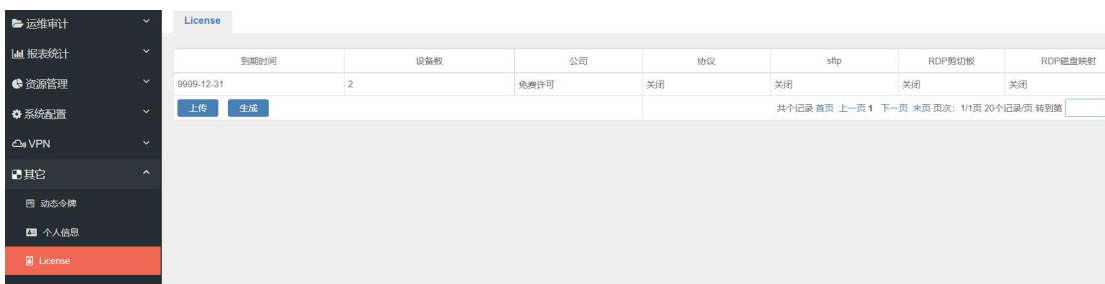 运维审计
报表统计
资源管理
系统配置
VPN
其它
动态令牌
个人信息
License
License
到期时间 设备数 公司 协议 sftp RDP剪切板 RDP磁盘映射
9999-12-31 2 免费许可 关闭 关闭 关闭 关闭
上传 生成 共个记录 首页 上一页 1 下一页 末页 页次：1/1页 20个记录/页 转到第